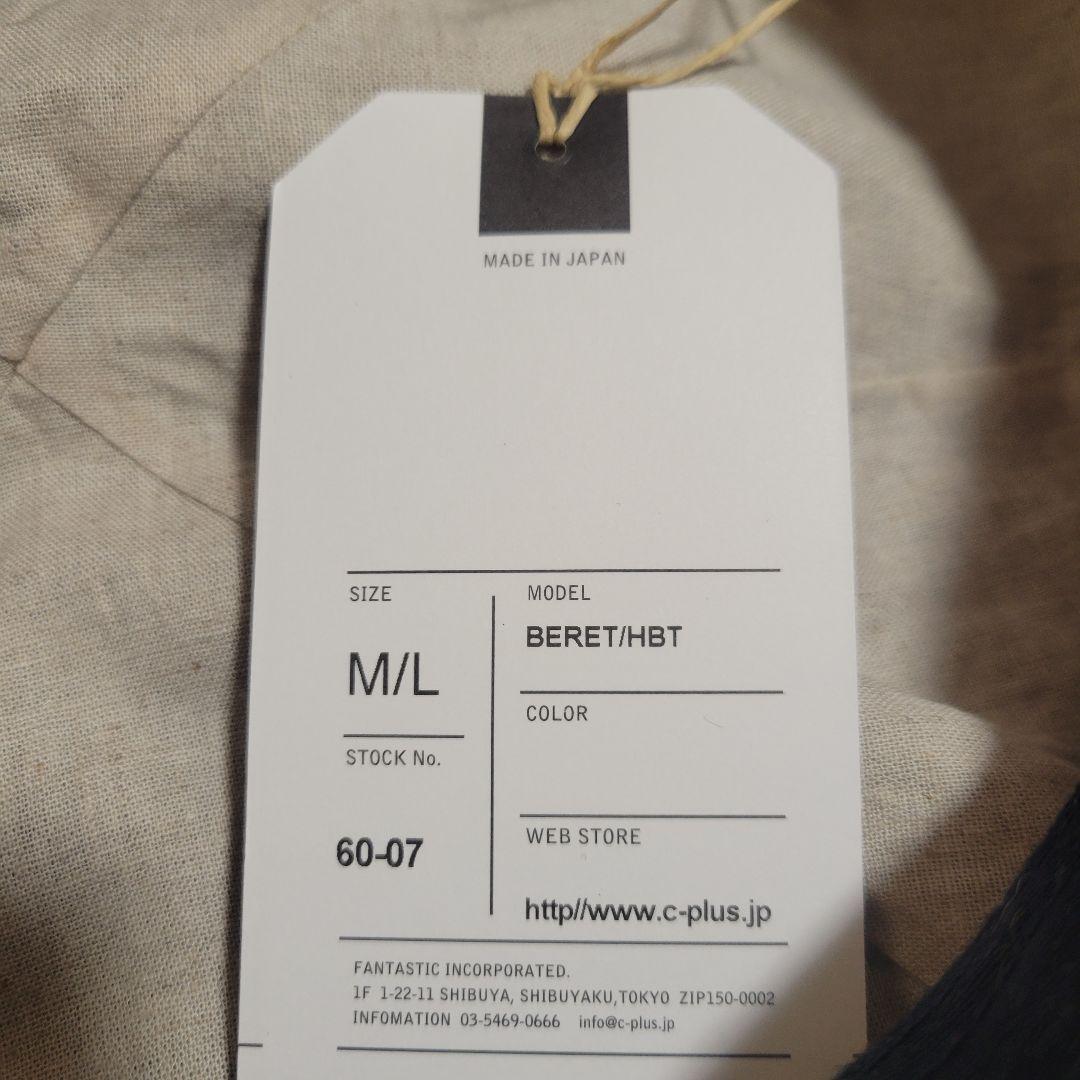 MADE IN JAPAN
SIZE
M/L
STOCK No.
60-07
MODEL
BERET/HBT
COLOR
WEB STORE
http//www.c-plus.jp
FANTASTIC INCORPORATED.
1F 1-22-11 SHIBUYA, SHIBUYAKU,TOKYO ZIP150-0002
INFOMATION 03-5469-0666 info@c-plus.jp